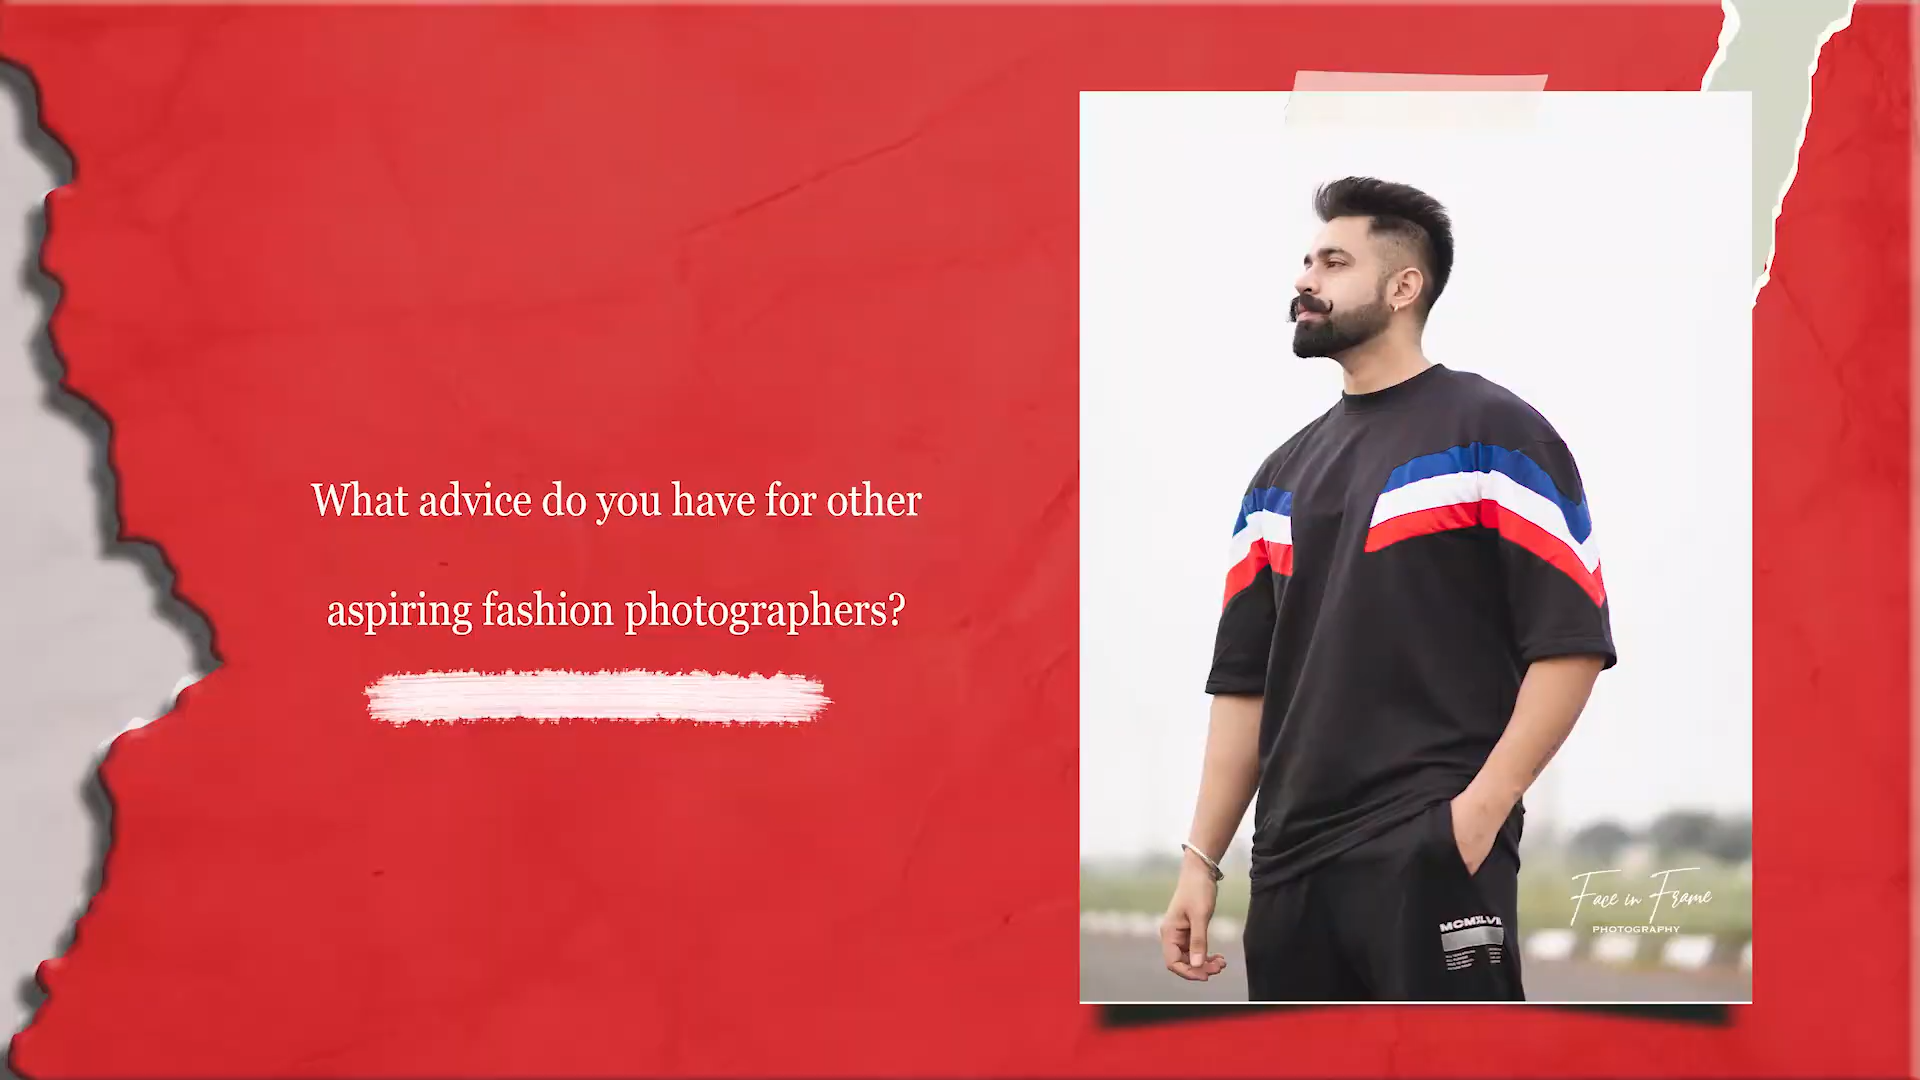 What advice do you have for other
aspiring fashion photographers?
Face in Frame
PHOTOGRAPHY